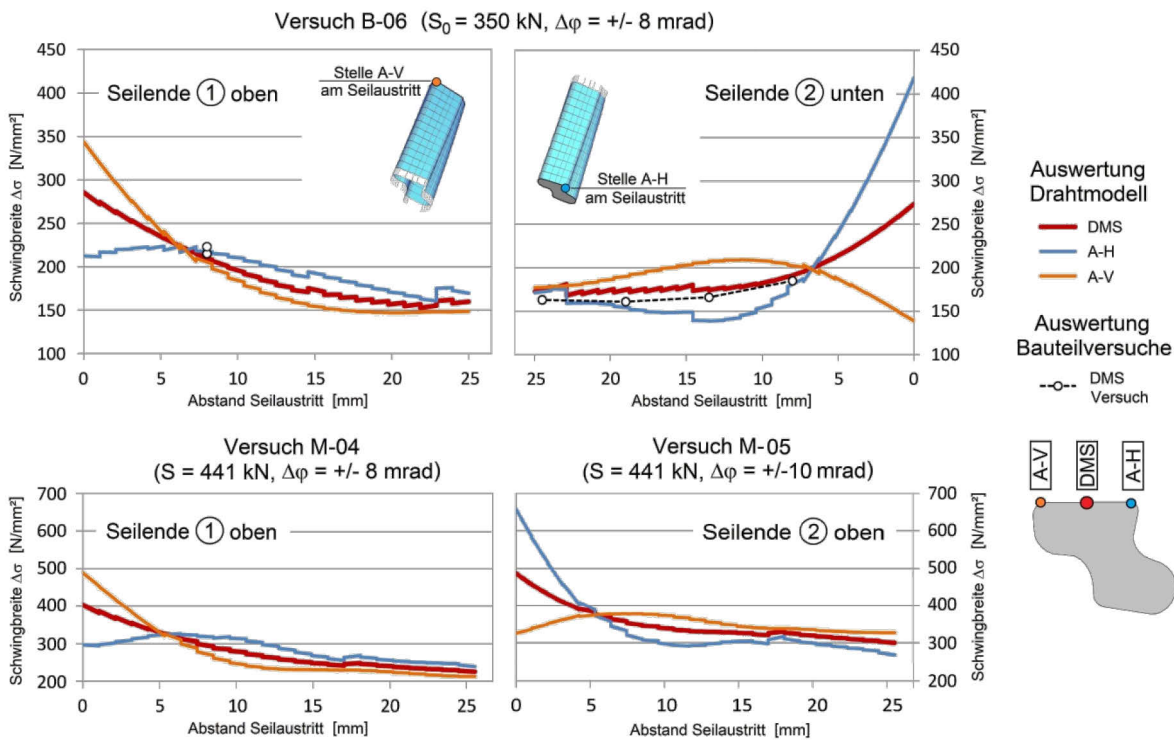 Versuch B-06 (S₀ = 350 kN, Δφ = +/- 8 mrad)
Schwingbreite Δσ [N/mm²]
450
400
350
300
250
200
150
100
Seilende 1 oben
Stelle A-V
am Seilaustritt
0 5 10 15 20 25
Abstand Seilaustritt [mm]
Seilende 2 unten
Stelle A-H
am Seilaustritt
450
400
350
300
250
200
150
100
Schwingbreite Δσ [N/mm²]
25 20 15 10 5 0
Abstand Seilaustritt [mm]
Auswertung
Drahtmodell
DMS
A-H
A-V
Auswertung
Bauteilversuche
DMS
Versuch
Versuch M-04
(S = 441 kN, Δφ = +/- 8 mrad)
Schwingbreite Δσ [N/mm²]
700
600
500
400
300
200
Seilende 1 oben
0 5 10 15 20 25
Abstand Seilaustritt [mm]
Versuch M-05
(S = 441 kN, Δφ = +/-10 mrad)
Seilende 2 oben
700
600
500
400
300
200
Schwingbreite Δσ [N/mm²]
0 5 10 15 20 25
Abstand Seilaustritt [mm]
A-V DMS A-H